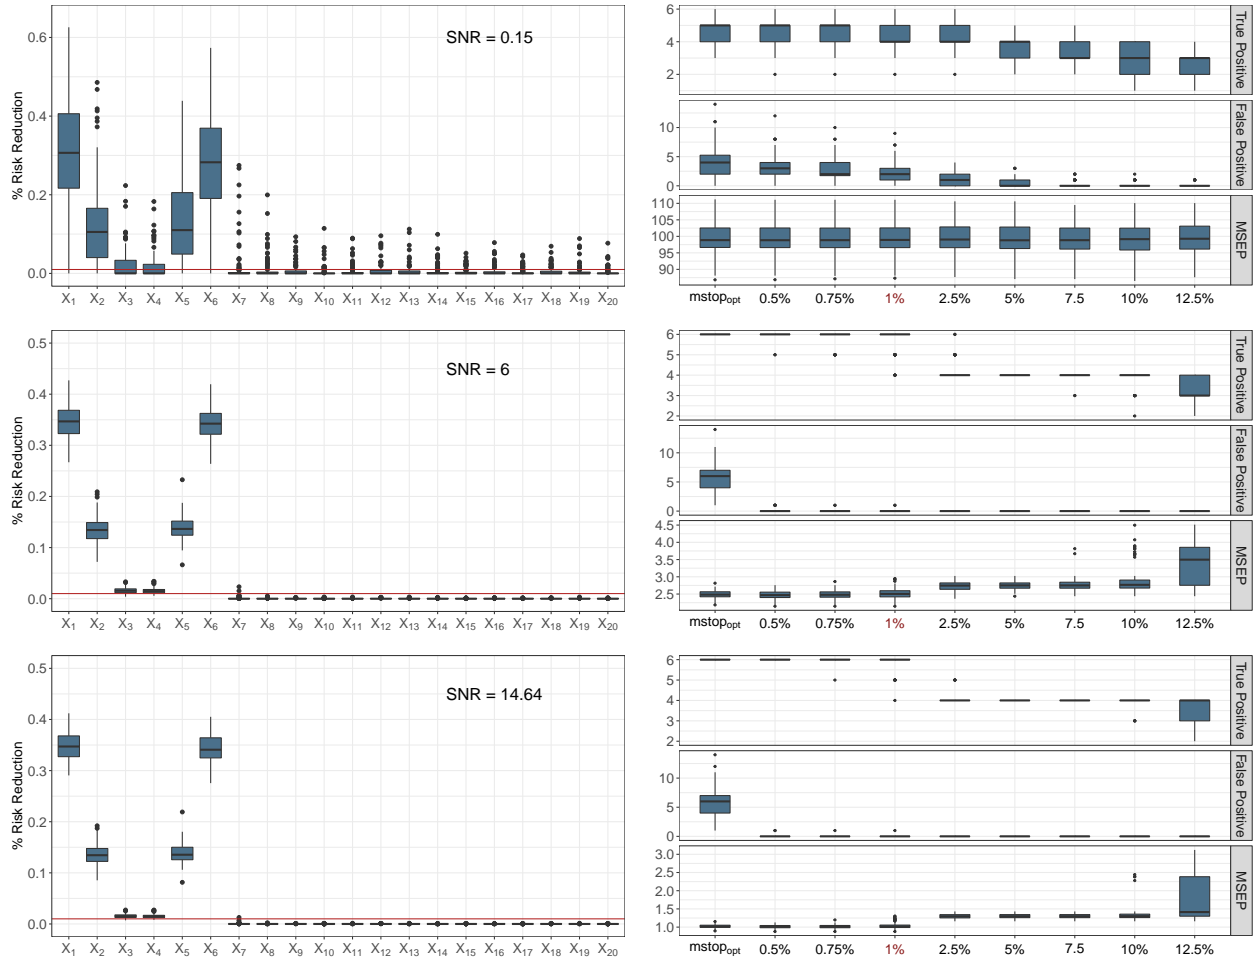 % Risk Reduction
SNR = 0.15
0.6
0.4
0.2
0.0
X1 X2 X3 X4 X5 X6 X7 X8 X9 X10 X11 X12 X13 X14 X15 X16 X17 X18 X19 X20
6
4
2
True Positive
10
5
0
False Positive
110
105
100
95
90
MSEP
mstopopt 0.5% 0.75% 1% 2.5% 5% 7.5 10% 12.5%
% Risk Reduction
SNR = 6
0.5
0.4
0.3
0.2
0.1
0.0
X1 X2 X3 X4 X5 X6 X7 X8 X9 X10 X11 X12 X13 X14 X15 X16 X17 X18 X19 X20
6
5
4
3
2
True Positive
10
5
0
False Positive
4.5
4.0
3.5
3.0
2.5
MSEP
mstopopt 0.5% 0.75% 1% 2.5% 5% 7.5 10% 12.5%
% Risk Reduction
SNR = 14.64
0.5
0.4
0.3
0.2
0.1
0.0
X1 X2 X3 X4 X5 X6 X7 X8 X9 X10 X11 X12 X13 X14 X15 X16 X17 X18 X19 X20
6
5
4
3
2
True Positive
10
5
0
False Positive
3.0
2.5
2.0
1.5
1.0
MSEP
mstopopt 0.5% 0.75% 1% 2.5% 5% 7.5 10% 12.5%